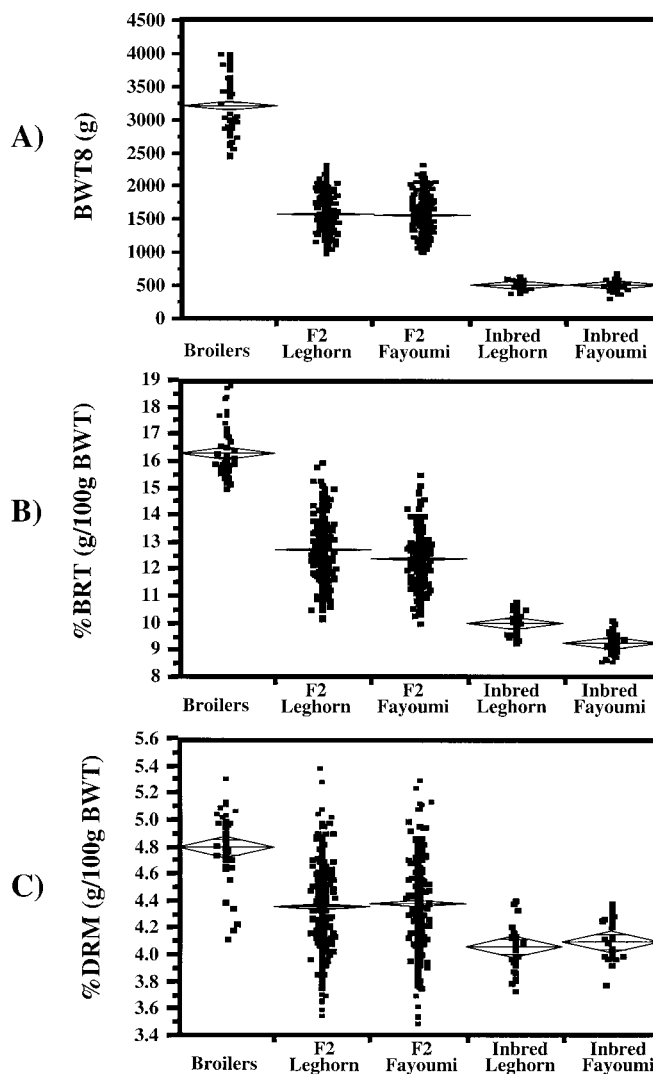 A)
BWT8 (g)
4500
4000
3500
3000
2500
2000
1500
1000
500
0
Broilers
F2 Leghorn
F2 Fayoumi
Inbred Leghorn
Inbred Fayoumi
B)
%BRT (g/100g BWT)
19
18
17
16
15
14
13
12
11
10
9
8
Broilers
F2 Leghorn
F2 Fayoumi
Inbred Leghorn
Inbred Fayoumi
C)
%DRM (g/100g BWT)
5.6
5.4
5.2
5.0
4.8
4.6
4.4
4.2
4.0
3.8
3.6
3.4
Broilers
F2 Leghorn
F2 Fayoumi
Inbred Leghorn
Inbred Fayoumi